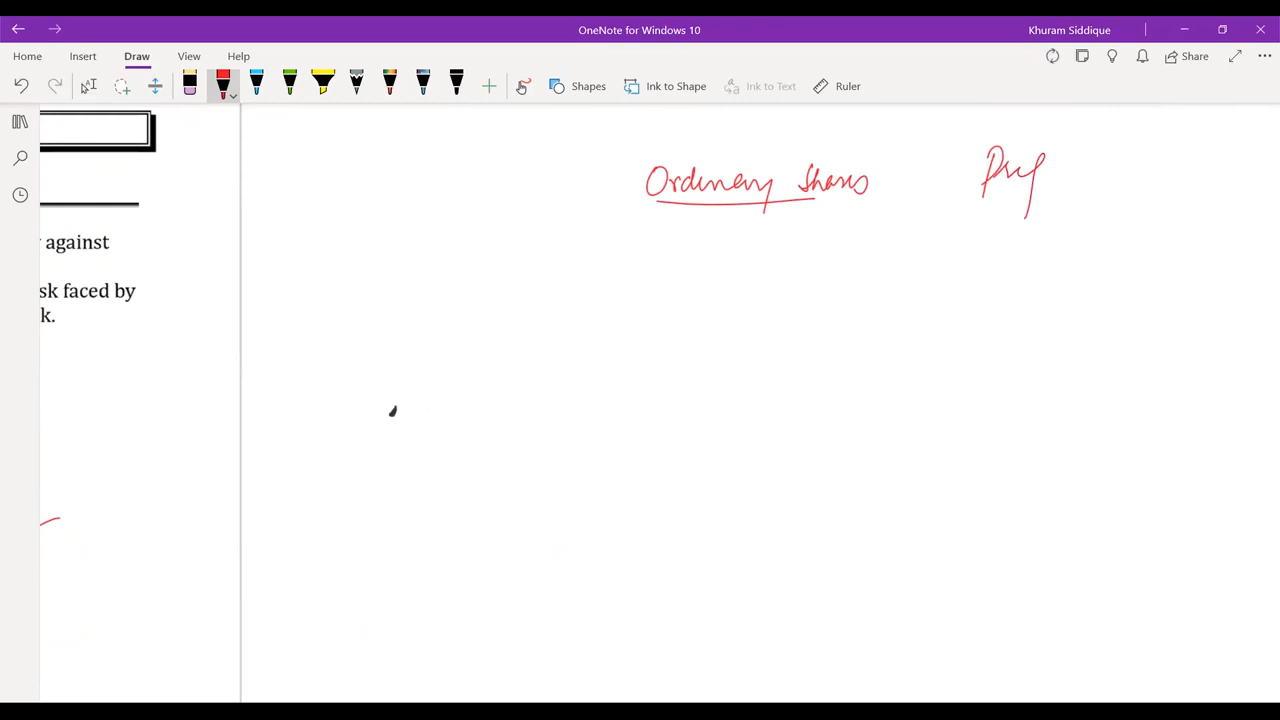 OneNote for Windows 10
Khuram Siddique
Home Insert Draw View Help
Share
Shapes Ink to Shape Ink to Text Ruler
Ordinary Shares Pref
against
sk faced by
k.